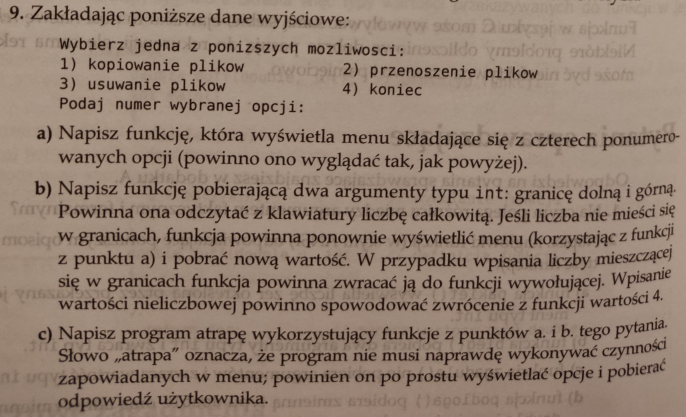 9. Zakładając poniższe dane wyjściowe:
Wybierz jedna z ponizszych mozliwosci:
1) kopiowanie plikow 2) przenoszenie plikow
3) usuwanie plikow 4) koniec
Podaj numer wybranej opcji:
a) Napisz funkcję, która wyświetla menu składające się z czterech ponumero-
wanych opcji (powinno ono wyglądać tak, jak powyżej).
b) Napisz funkcję pobierającą dwa argumenty typu int: granicę dolną i górną.
Powinna ona odczytać z klawiatury liczbę całkowitą. Jeśli liczba nie mieści się
w granicach, funkcja powinna ponownie wyświetlić menu (korzystając z funkcji
z punktu a) i pobrać nową wartość. W przypadku wpisania liczby mieszczącej
się w granicach funkcja powinna zwracać ją do funkcji wywołującej. Wpisanie
wartości nieliczbowej powinno spowodować zwrócenie z funkcji wartości 4.
c) Napisz program atrapę wykorzystujący funkcje z punktów a. i b. tego pytania.
Słowo „atrapa” oznacza, że program nie musi naprawdę wykonywać czynności
zapowiadanych w menu; powinien on po prostu wyświetlać opcje i pobierać
odpowiedź użytkownika.